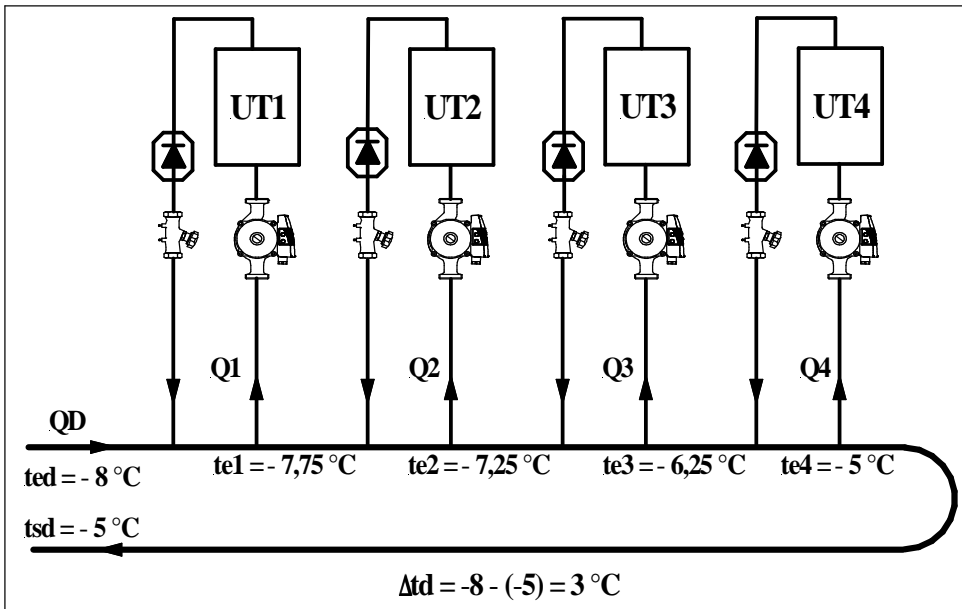 UT1 UT2 UT3 UT4
Q1 Q2 Q3 Q4
QD
te1 = - 7,75 °C te2 = - 7,25 °C te3 = - 6,25 °C te4 = - 5 °C
ted = - 8 °C
tsd = - 5 °C
Δtd = -8 - (-5) = 3 °C